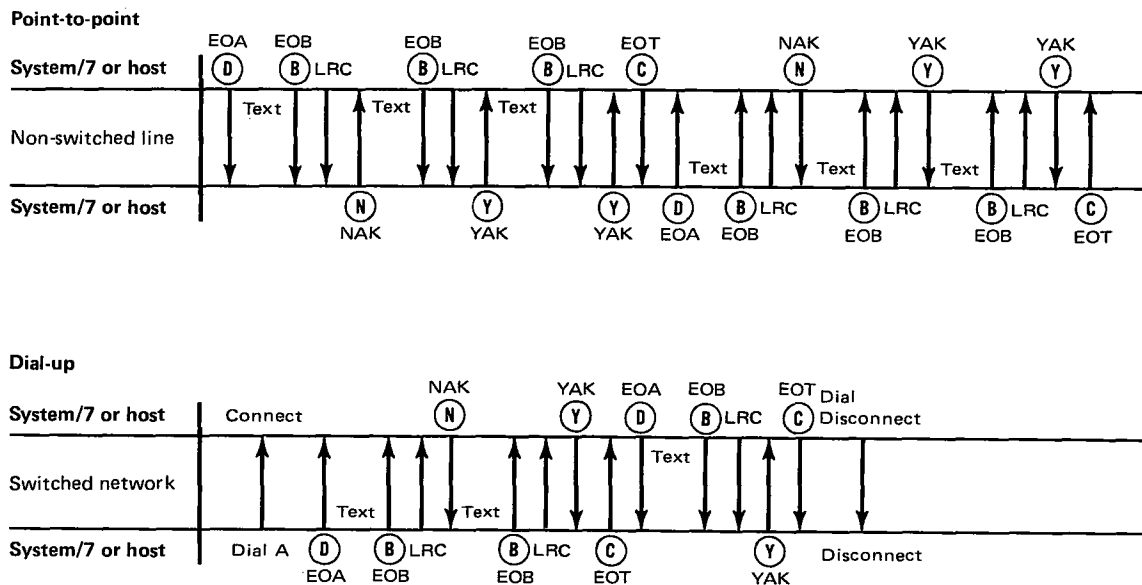 Point-to-point
EOA EOB EOB EOB EOT NAK YAK YAK
System/7 or host D B LRC B LRC B LRC C N Y Y
Text Text Text
Non-switched line
Text Text Text
System/7 or host N Y Y D B LRC B LRC B LRC C
NAK YAK YAK EOA EOB EOB EOB EOT
Dial-up
NAK YAK EOA EOB EOT Dial
System/7 or host Connect N Y D B LRC C Disconnect
Text
Switched network
Text Text
System/7 or host Dial A D B LRC B LRC C Y Disconnect
EOA EOB EOB EOT YAK